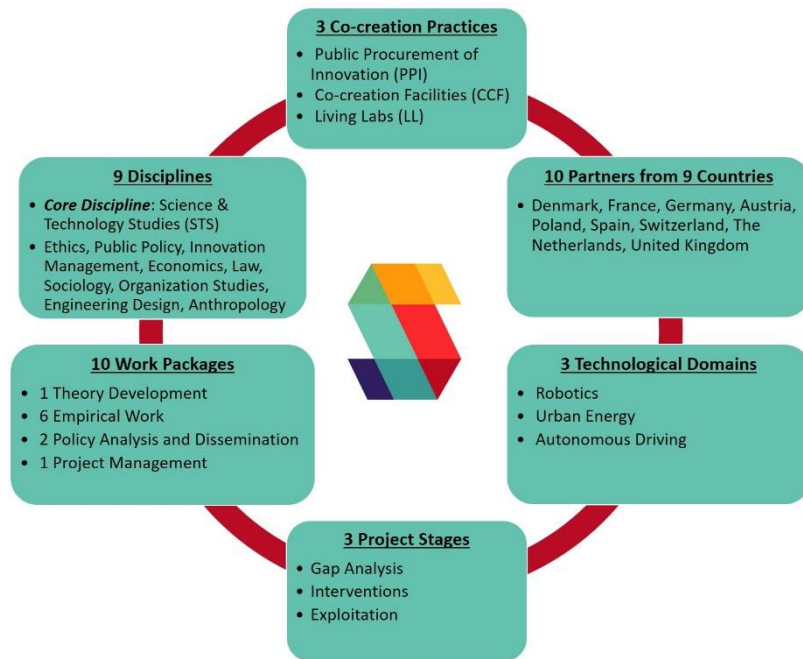 3 Co-creation Practices
• Public Procurement of
Innovation (PPI)
• Co-creation Facilities (CCF)
• Living Labs (LL)
9 Disciplines
• Core Discipline: Science &
Technology Studies (STS)
• Ethics, Public Policy, Innovation
Management, Economics, Law,
Sociology, Organization Studies,
Engineering Design, Anthropology
10 Partners from 9 Countries
• Denmark, France, Germany, Austria,
Poland, Spain, Switzerland, The
Netherlands, United Kingdom
10 Work Packages
• 1 Theory Development
• 6 Empirical Work
• 2 Policy Analysis and Dissemination
• 1 Project Management
3 Technological Domains
• Robotics
• Urban Energy
• Autonomous Driving
3 Project Stages
• Gap Analysis
• Interventions
• Exploitation